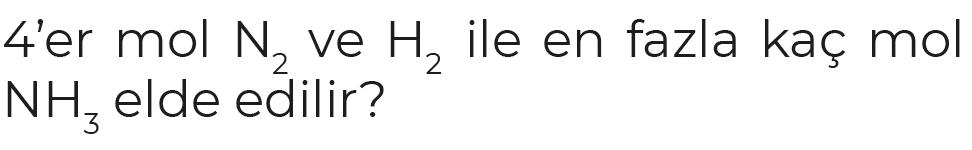 4’er mol N₂ ve H₂ ile en fazla kaç mol
NH₃ elde edilir?